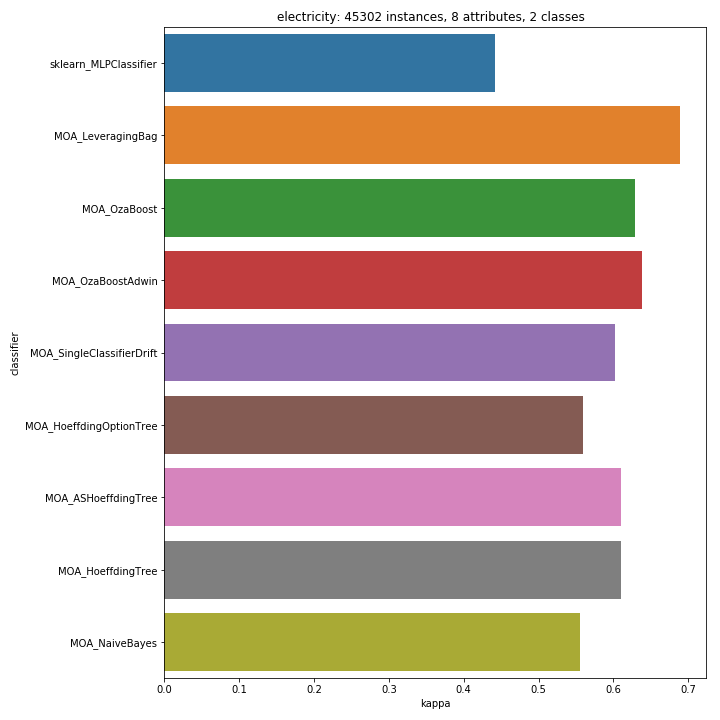 electricity: 45302 instances, 8 attributes, 2 classes
sklearn_MLPClassifier
MOA_LeveragingBag
MOA_OzaBoost
MOA_OzaBoostAdwin
classifier
MOA_SingleClassifierDrift
MOA_HoeffdingOptionTree
MOA_ASHoeffdingTree
MOA_HoeffdingTree
MOA_NaiveBayes
0.0 0.1 0.2 0.3 0.4 0.5 0.6 0.7
kappa